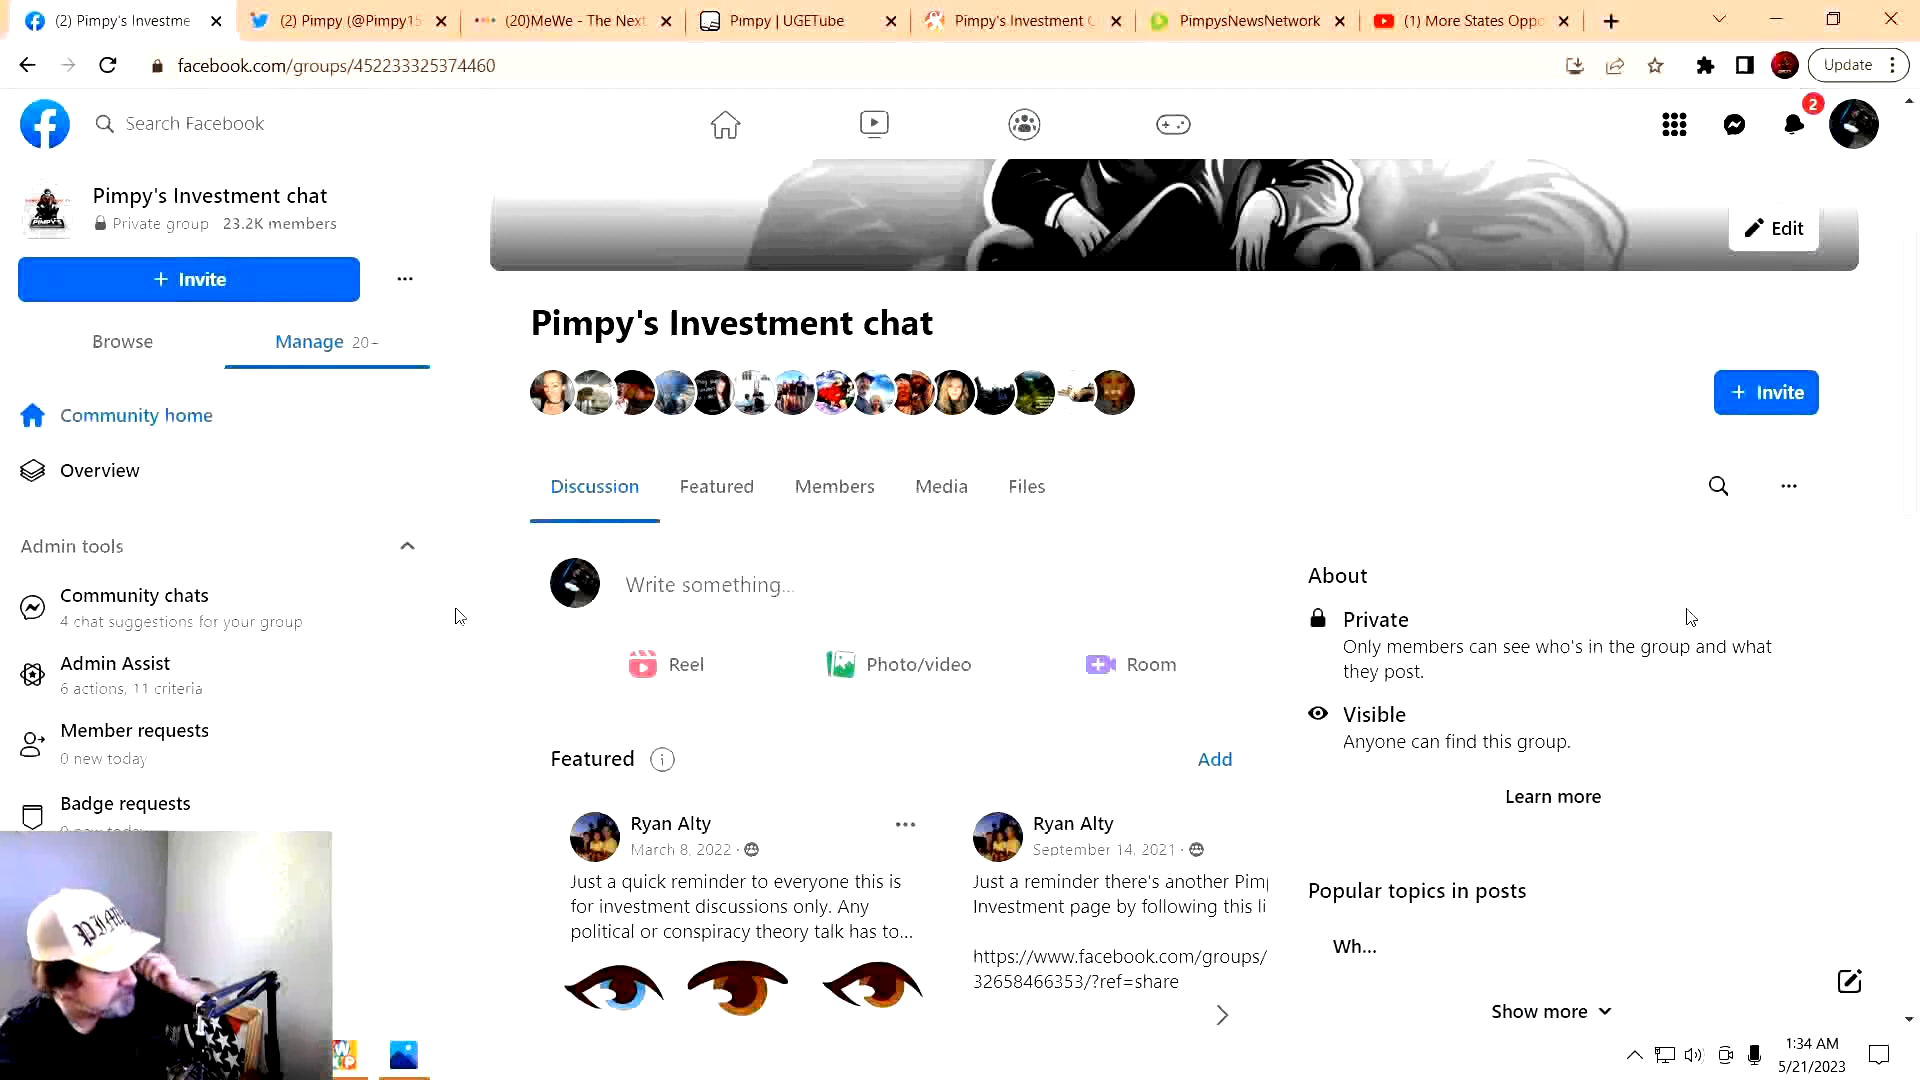 (2) Pimpy's Investme
(2) Pimpy (@Pimpy15
(20)MeWe - The Next
Pimpy | UGETube
Pimpy's Investment C
PimpysNewsNetwork
(1) More States Oppo
facebook.com/groups/452233325374460
Update
Search Facebook
2
Pimpy's Investment chat
Private group 23.2K members
Edit
+ Invite
Pimpy's Investment chat
Browse
Manage 20+
+ Invite
Community home
Overview
Discussion
Featured
Members
Media
Files
Admin tools
Community chats
4 chat suggestions for your group
Write something...
About
Private
Only members can see who's in the group and what
they post.
Admin Assist
6 actions, 11 criteria
Reel
Photo/video
Room
Visible
Anyone can find this group.
Member requests
0 new today
Featured
Add
Learn more
Badge requests
0 new today
Ryan Alty
March 8, 2022 ·
Just a quick reminder to everyone this is
for investment discussions only. Any
political or conspiracy theory talk has to...
Ryan Alty
September 14, 2021 ·
Just a reminder there's another Pim
Investment page by following this li
https://www.facebook.com/groups/
32658466353/?ref=share
Popular topics in posts
Wh...
Show more
1:34 AM
5/21/2023